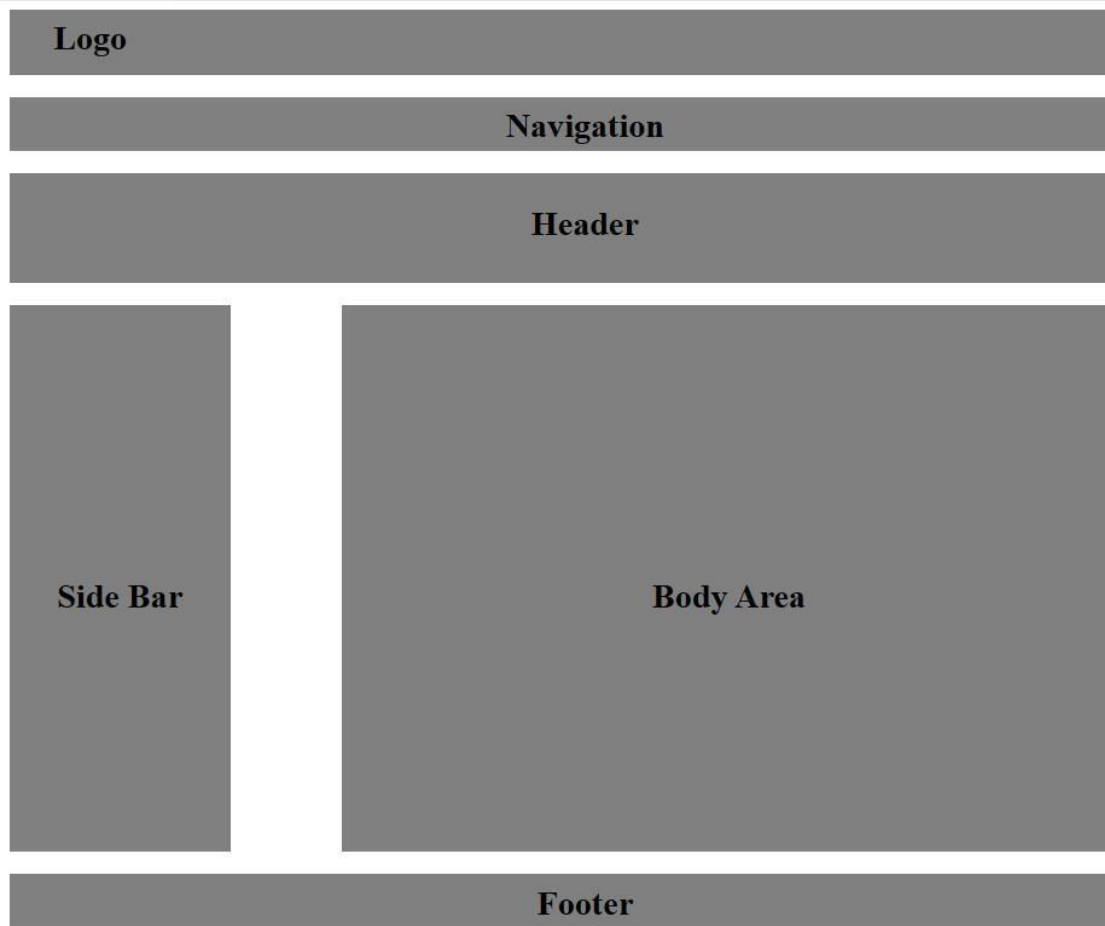 Logo
Navigation
Header
Side Bar
Body Area
Footer